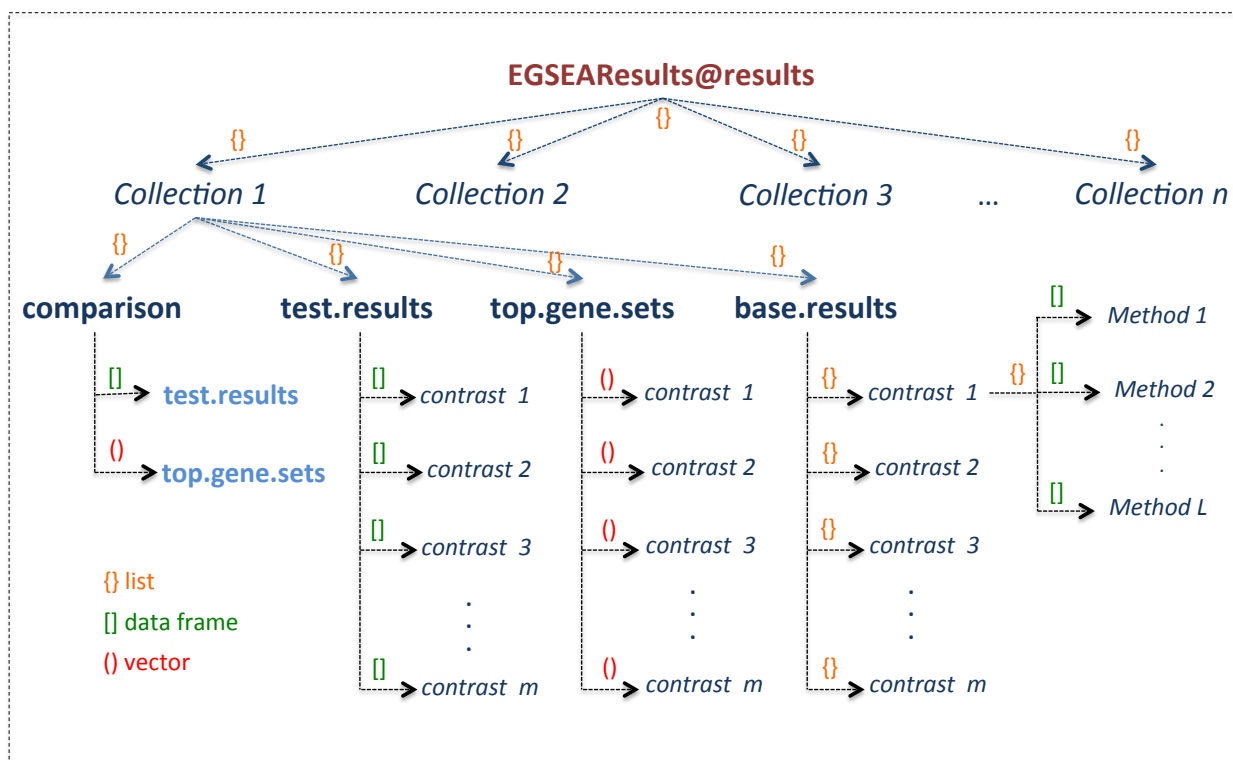 EGSEAResults@results
{} {} {} {} {}
Collection 1 Collection 2 Collection 3 ... Collection n
{} {} {} {}
comparison test.results top.gene.sets base.results
[] Method 1
[] test.results [] contrast 1 () contrast 1 {} contrast 1 {} [] Method 2
.
.
.
() top.gene.sets [] contrast 2 () contrast 2 {} contrast 2
[] Method L
[] contrast 3 () contrast 3 {} contrast 3
{} list
. . .
[] data frame
. . .
. . .
() vector
[] contrast m () contrast m {} contrast m